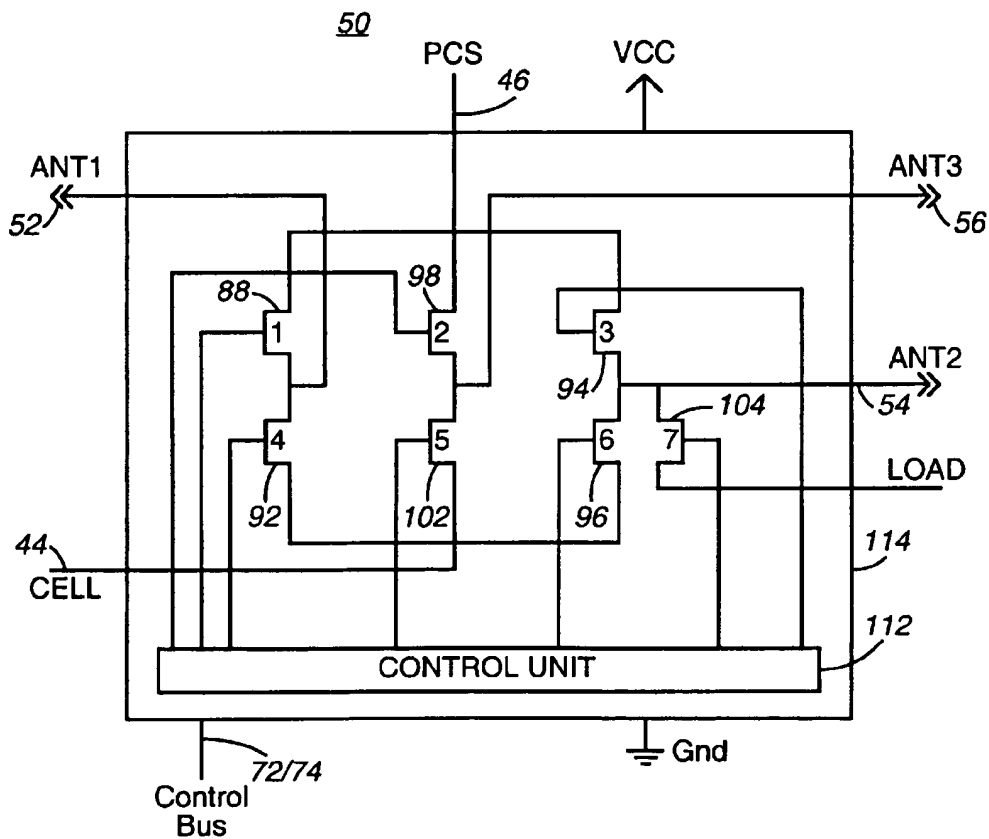 50
PCS
VCC
46
ANT1
ANT3
52
56
98
88
1
2
3
ANT2
94
104
54
4
5
6
7
LOAD
92
102
96
44
CELL
114
112
CONTROL UNIT
72/74
Gnd
Control
Bus